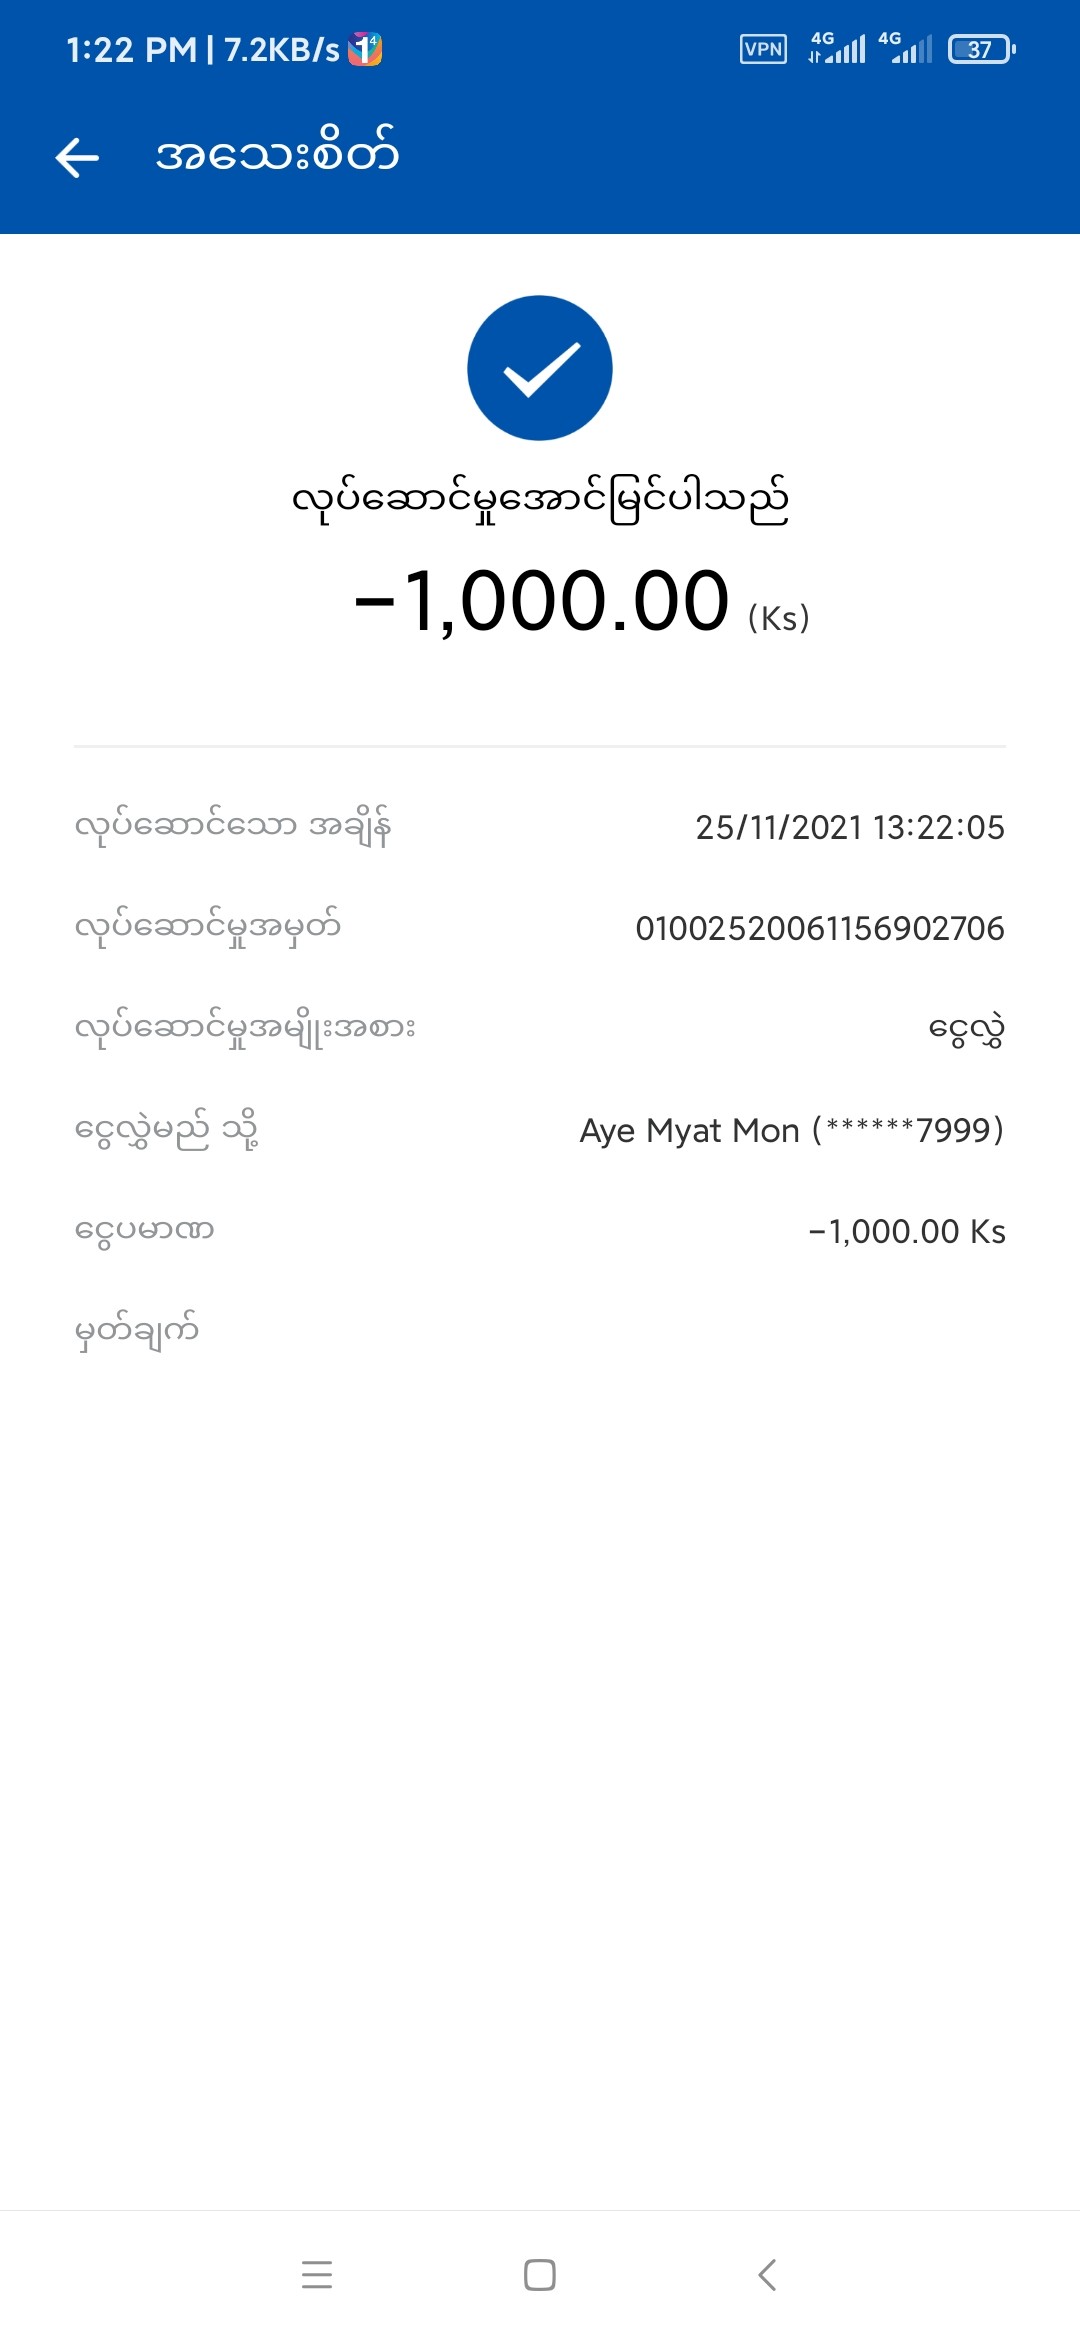 1:22 PM | 7.2KB/s 1 4 VPN 4G 4G 37
အသေးစိတ်
လုပ်ဆောင်မှုအောင်မြင်ပါသည်
-1,000.00 (Ks)
လုပ်ဆောင်သော အချိန် 25/11/2021 13:22:05
လုပ်ဆောင်မှုအမှတ် 01002520061156902706
လုပ်ဆောင်မှုအမျိုးအစား ငွေလွှဲ
ငွေလွှဲမည် သို့ Aye Myat Mon (******7999)
ငွေပမာဏ -1,000.00 Ks
မှတ်ချက်